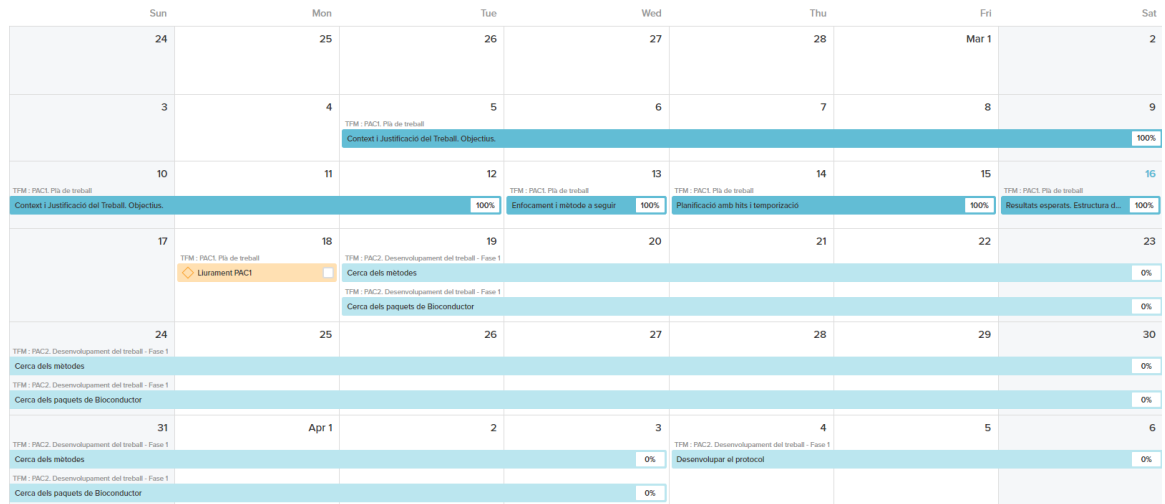 Sun Mon Tue Wed Thu Fri Sat
24 25 26 27 28 Mar 1 2
3 4 5 6 7 8 9
TFM : PAC1. Plà de treball
Context i Justificació del Treball. Objectius. 100%
10 11 12 13 14 15 16
TFM : PAC1. Plà de treball TFM : PAC1. Plà de treball TFM : PAC1. Plà de treball TFM : PAC1. Plà de treball
Context i Justificació del Treball. Objectius. 100% Enfocament i mètode a seguir 100% Planificació amb hits i temporizació 100% Resultats esperats. Estructura d... 100%
17 18 19 20 21 22 23
TFM : PAC1. Plà de treball TFM : PAC2. Desenvolupament del treball - Fase 1
Lliurament PAC1 Cerca dels mètodes 0%
TFM : PAC2. Desenvolupament del treball - Fase 1
Cerca dels paquets de Bioconductor 0%
24 25 26 27 28 29 30
TFM : PAC2. Desenvolupament del treball - Fase 1
Cerca dels mètodes 0%
TFM : PAC2. Desenvolupament del treball - Fase 1
Cerca dels paquets de Bioconductor 0%
31 Apr 1 2 3 4 5 6
TFM : PAC2. Desenvolupament del treball - Fase 1 TFM : PAC2. Desenvolupament del treball - Fase 1
Cerca dels mètodes 0% Desenvolupar el protocol 0%
TFM : PAC2. Desenvolupament del treball - Fase 1
Cerca dels paquets de Bioconductor 0%